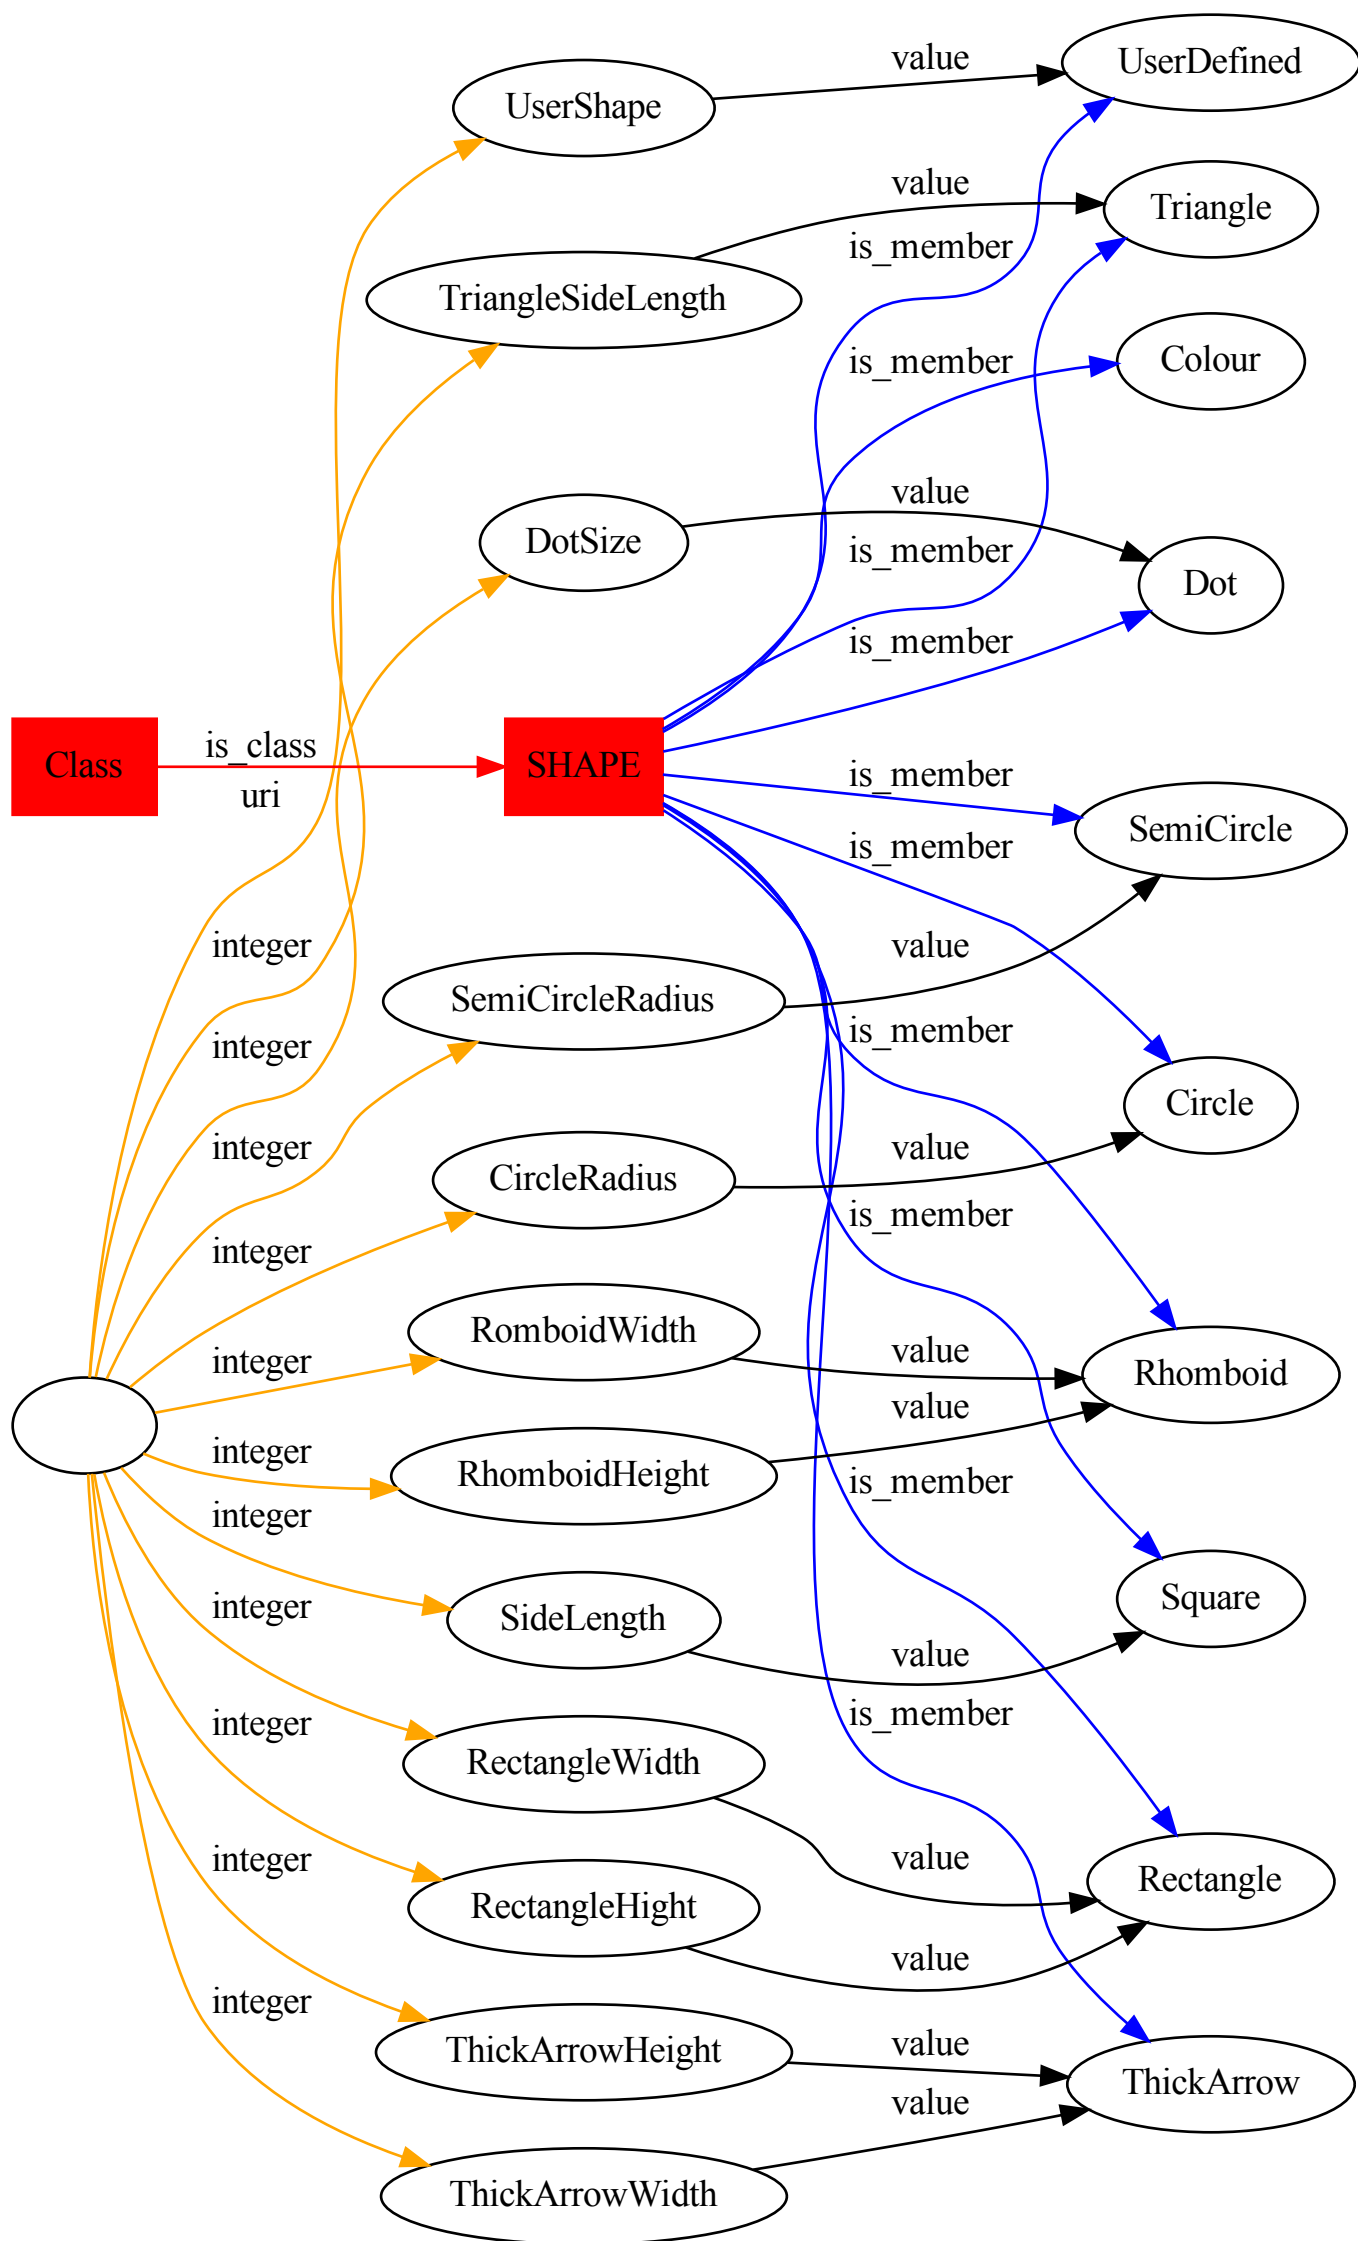 value
UserDefined
UserShape
value
Triangle
is_member
TriangleSideLength
is_member
Colour
value
DotSize
is_member
Dot
is_member
is_class
Class
SHAPE
is_member
uri
SemiCircle
is_member
integer
value
SemiCircleRadius
is_member
integer
Circle
integer
value
CircleRadius
is_member
integer
RomboidWidth
value
integer
Rhomboid
value
integer
RhomboidHeight
is_member
integer
Square
integer
SideLength
value
is_member
integer
RectangleWidth
integer
value
Rectangle
RectangleHight
value
integer
value
ThickArrowHeight
ThickArrow
value
ThickArrowWidth